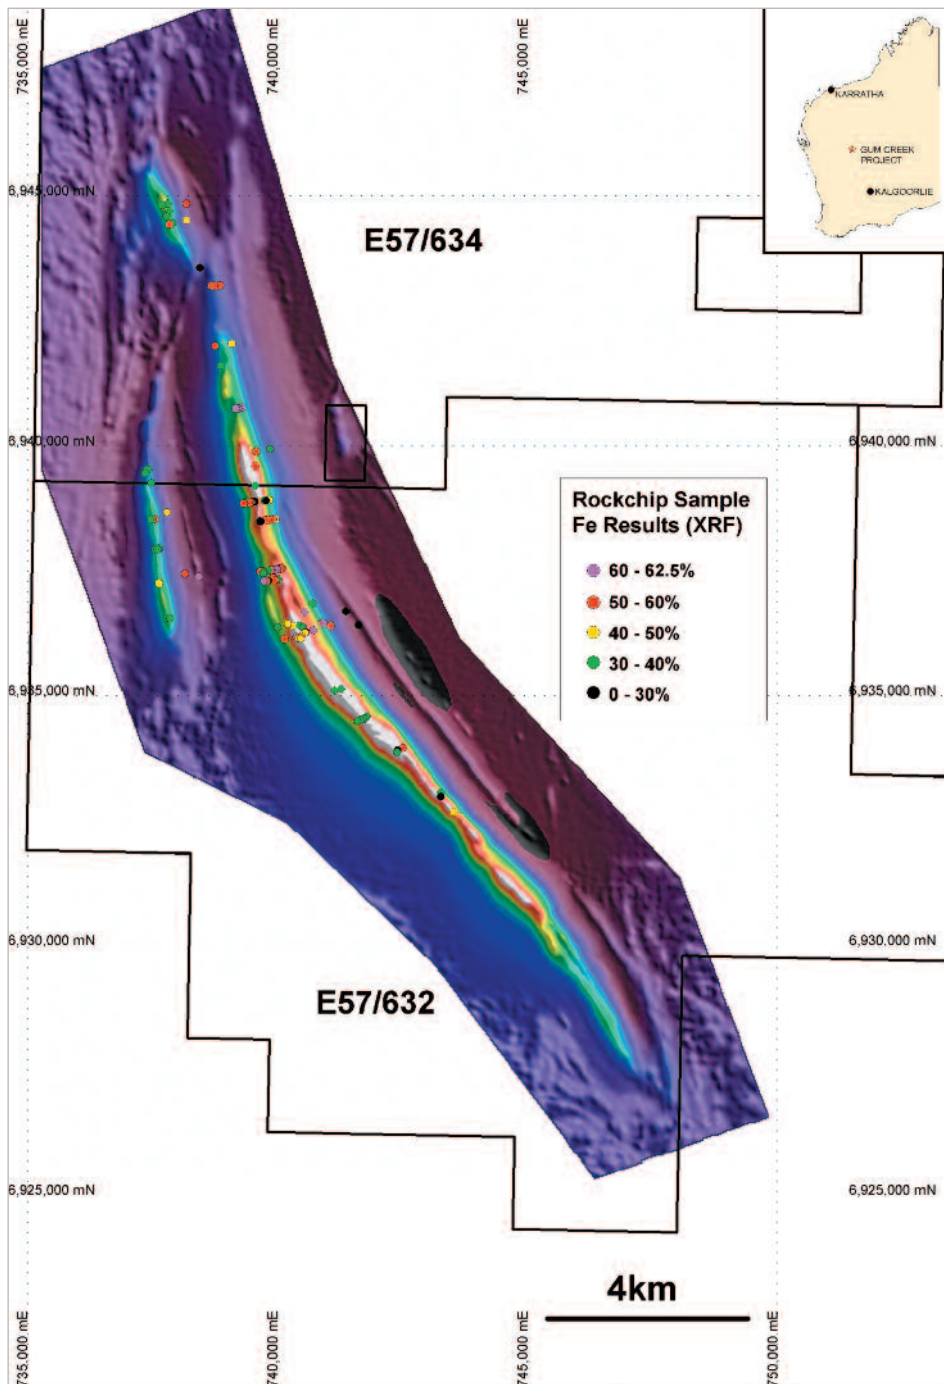 735,000 mE
740,000 mE
745,000 mE
KARRATHA
GUM CREEK
PROJECT
KALGOORLIE
6,945,000 mN
E57/634
6,940,000 mN
6,940,000 mN
Rockchip Sample
Fe Results (XRF)
60 - 62.5%
50 - 60%
40 - 50%
30 - 40%
0 - 30%
6,935,000 mN
6,935,000 mN
6,930,000 mN
6,930,000 mN
E57/632
6,925,000 mN
6,925,000 mN
4km
735,000 mE
740,000 mE
745,000 mE
750,000 mE